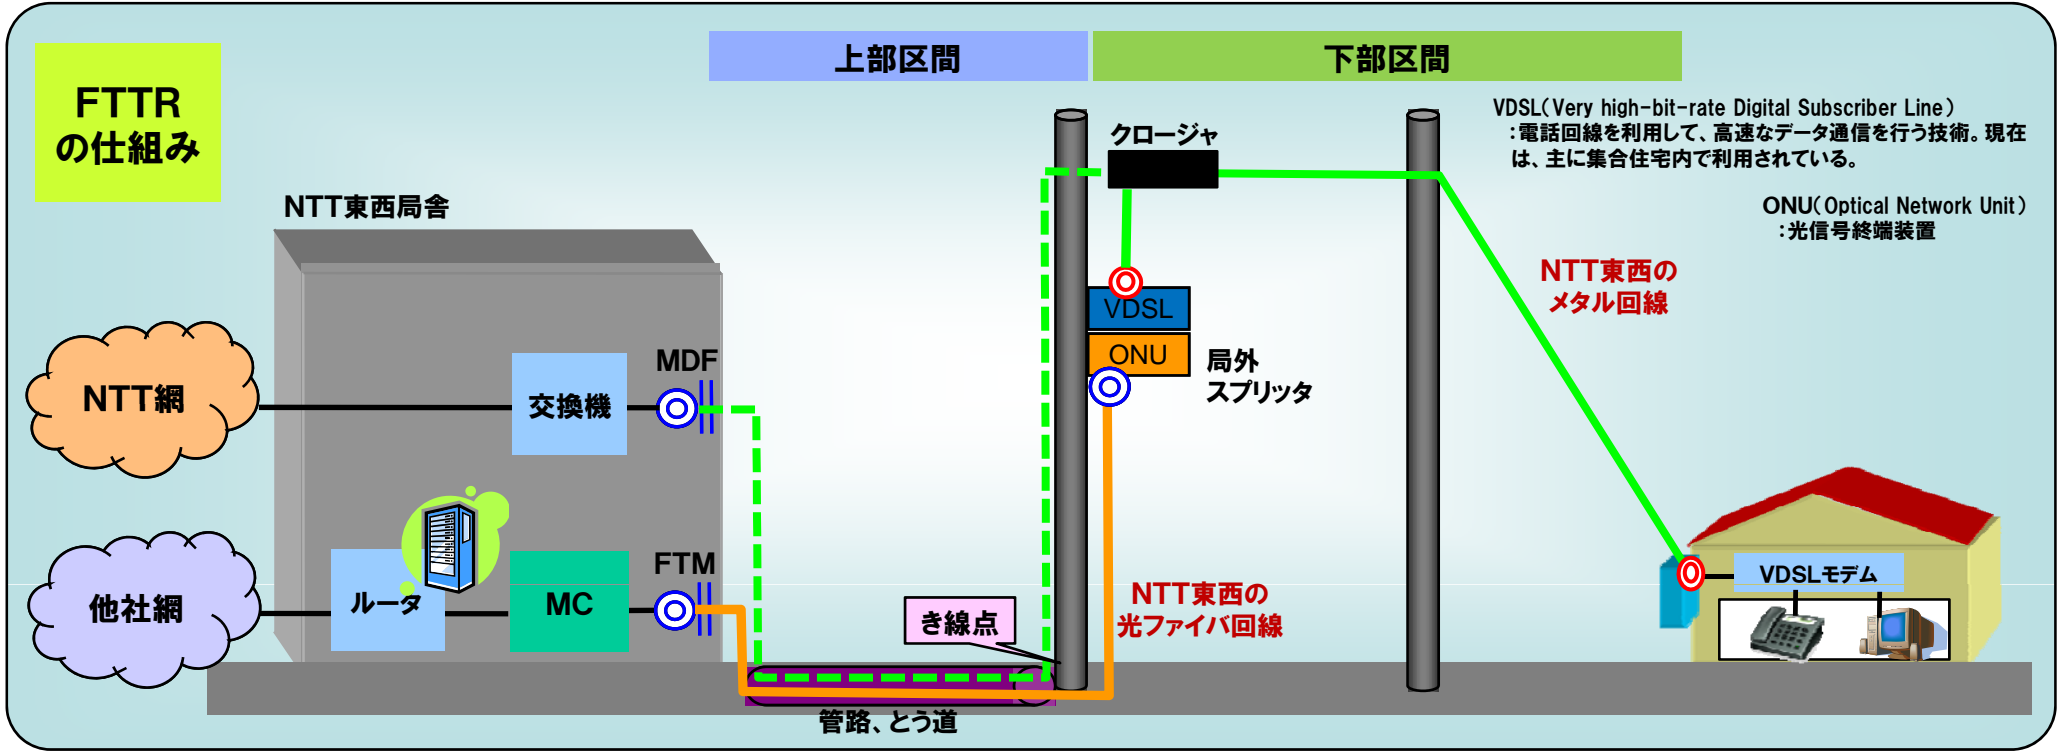 FTTR
の仕組み
上部区間
下部区間
VDSL(Very high-bit-rate Digital Subscriber Line)
:電話回線を利用して、高速なデータ通信を行う技術。現在
は、主に集合住宅内で利用されている。
クロージャ
NTT東西局舎
ONU(Optical Network Unit)
:光信号終端装置
NTT東西の
メタル回線
VDSL
ONU
局外
スプリッタ
MDF
NTT網
交換機
FTM
ルータ
MC
他社網
き線点
NTT東西の
光ファイバ回線
VDSLモデム
管路、とう道